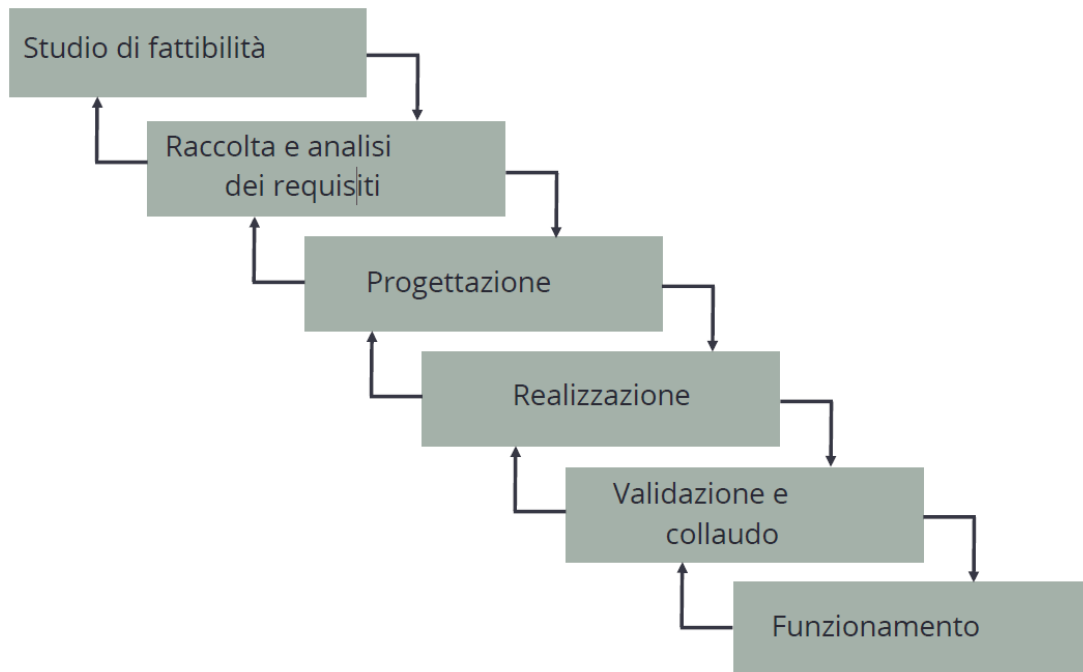 Studio di fattibilità
Raccolta e analisi
dei requisiti
Progettazione
Realizzazione
Validazione e
collaudo
Funzionamento